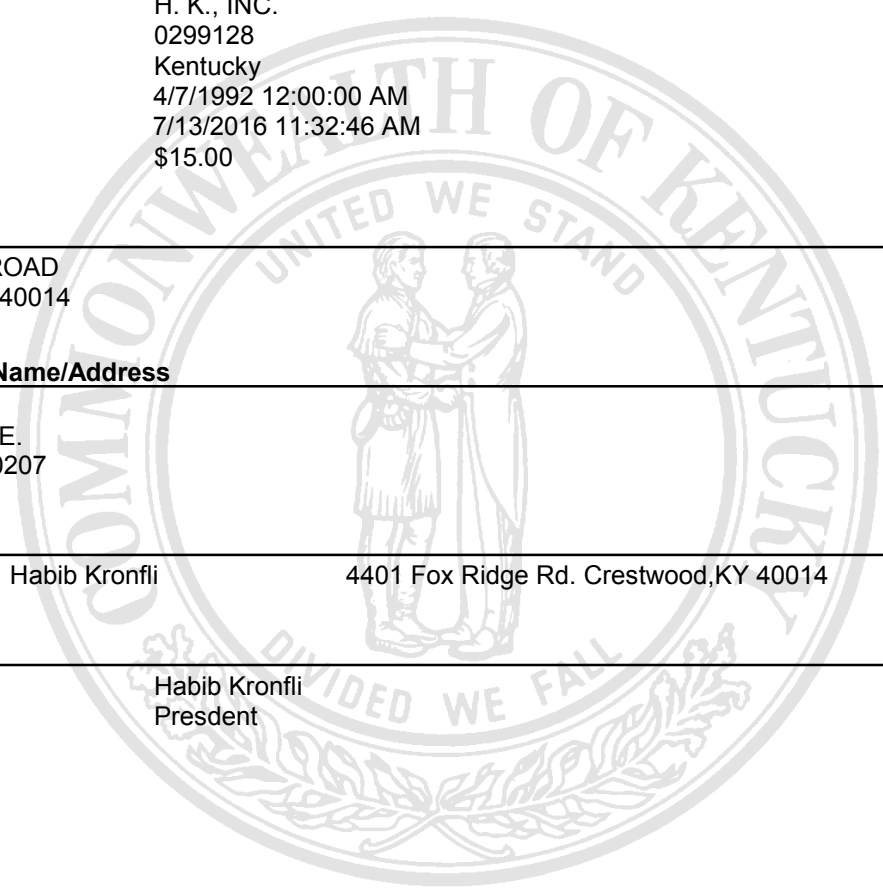 H. K., INC.
0299128
Kentucky
4/7/1992 12:00:00 AM
7/13/2016 11:32:46 AM
$15.00
COMMONWEALTH OF KENTUCKY
UNITED WE STAND
ROAD
40014
Name/Address
E.
0207
Habib Kronfli 4401 Fox Ridge Rd. Crestwood,KY 40014
DIVIDED WE FALL
Habib Kronfli
Presdent